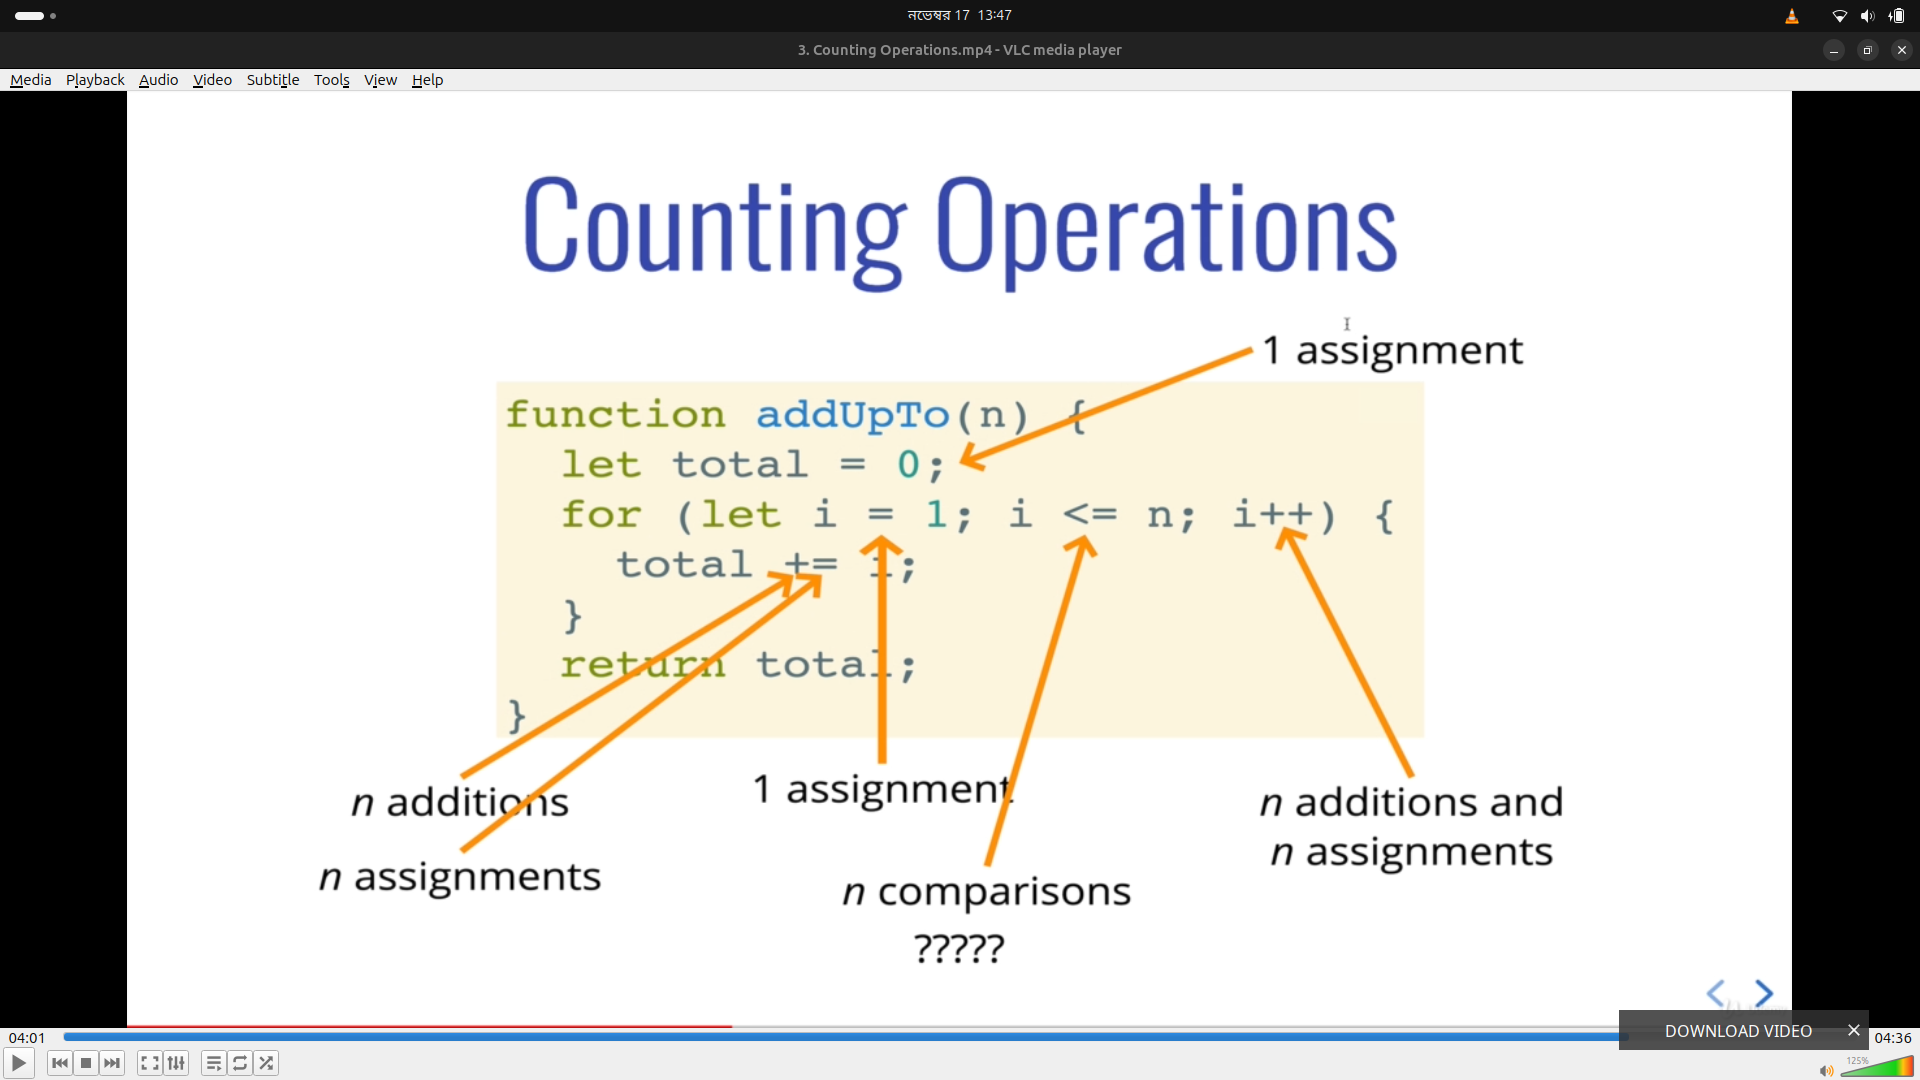 নভেম্বর 17 13:47
3. Counting Operations.mp4 - VLC media player
Media Playback Audio Video Subtitle Tools View Help
Counting Operations
1 assignment
function addUpTo(n) {
let total = 0;
for (let i = 1; i <= n; i++) {
total += i;
}
return total;
}
n additions
n assignments
1 assignment
n comparisons
?????
n additions and
n assignments
DOWNLOAD VIDEO
04:01
04:36
125%